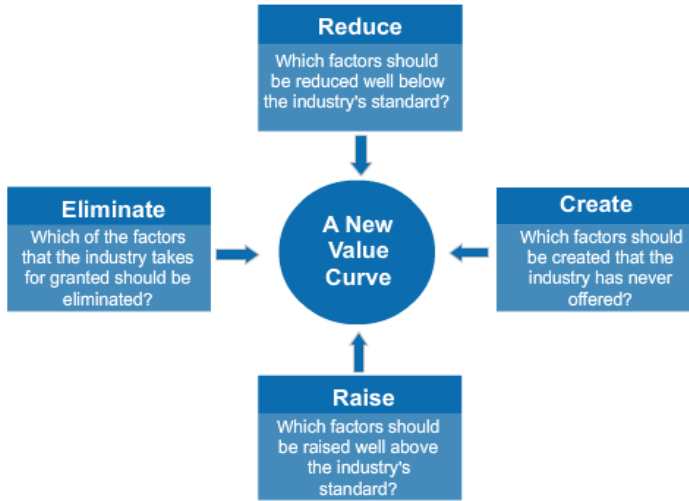 Reduce
Which factors should
be reduced well below
the industry's standard?
Eliminate
Which of the factors
that the industry takes
for granted should be
eliminated?
A New
Value
Curve
Create
Which factors should
be created that the
industry has never
offered?
Raise
Which factors should
be raised well above
the industry's
standard?